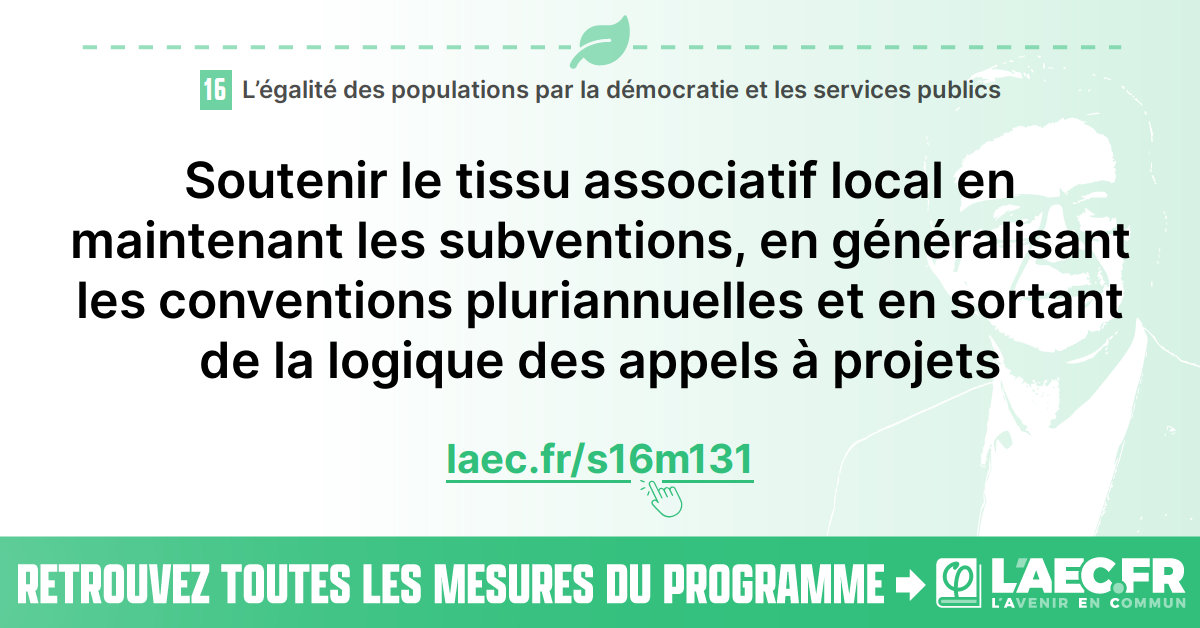 16 L’égalité des populations par la démocratie et les services publics
Soutenir le tissu associatif local en
maintenant les subventions, en généralisant
les conventions pluriannuelles et en sortant
de la logique des appels à projets
laec.fr/s16m131
RETROUVEZ TOUTES LES MESURES DU PROGRAMME
φ L'AEC.FR
L'AVENIR EN COMMUN